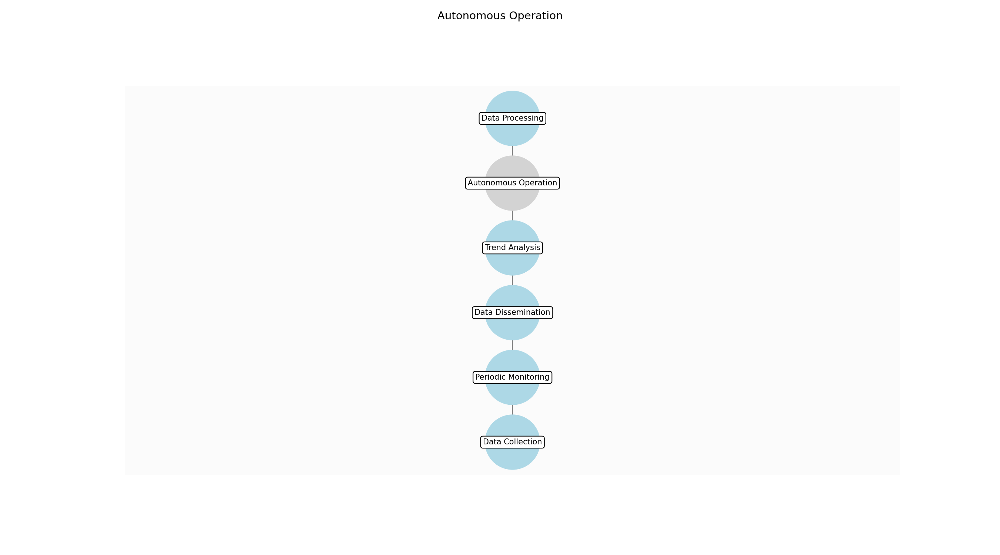 Autonomous Operation
Data Processing
Autonomous Operation
Trend Analysis
Data Dissemination
Periodic Monitoring
Data Collection